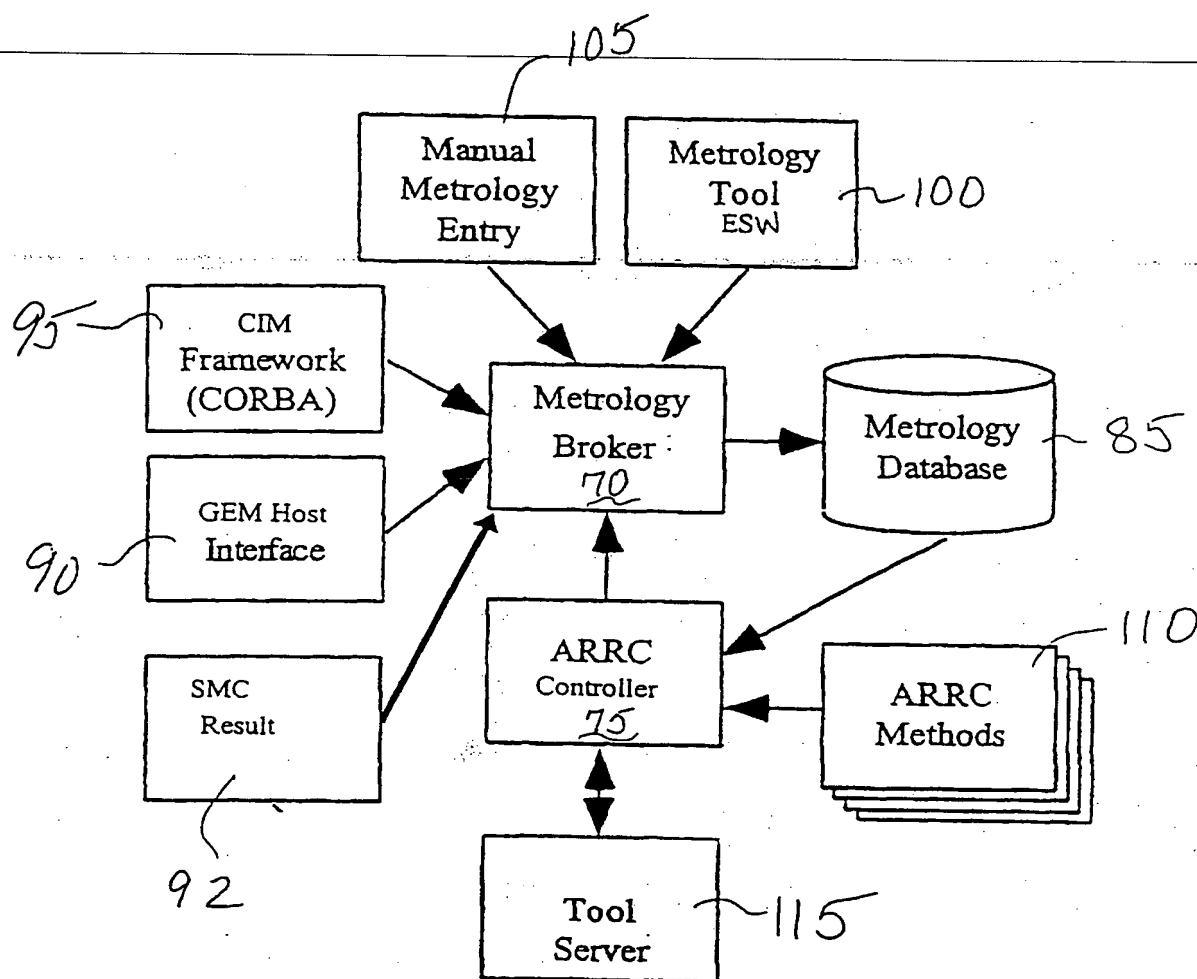 105
Manual
Metrology
Entry
Metrology
Tool
ESW
100
95
CIM
Framework
(CORBA)
Metrology
Broker
70
Metrology
Database
85
GEM Host
Interface
90
SMC
Result
92
ARRC
Controller
75
110
ARRC
Methods
Tool
Server
115